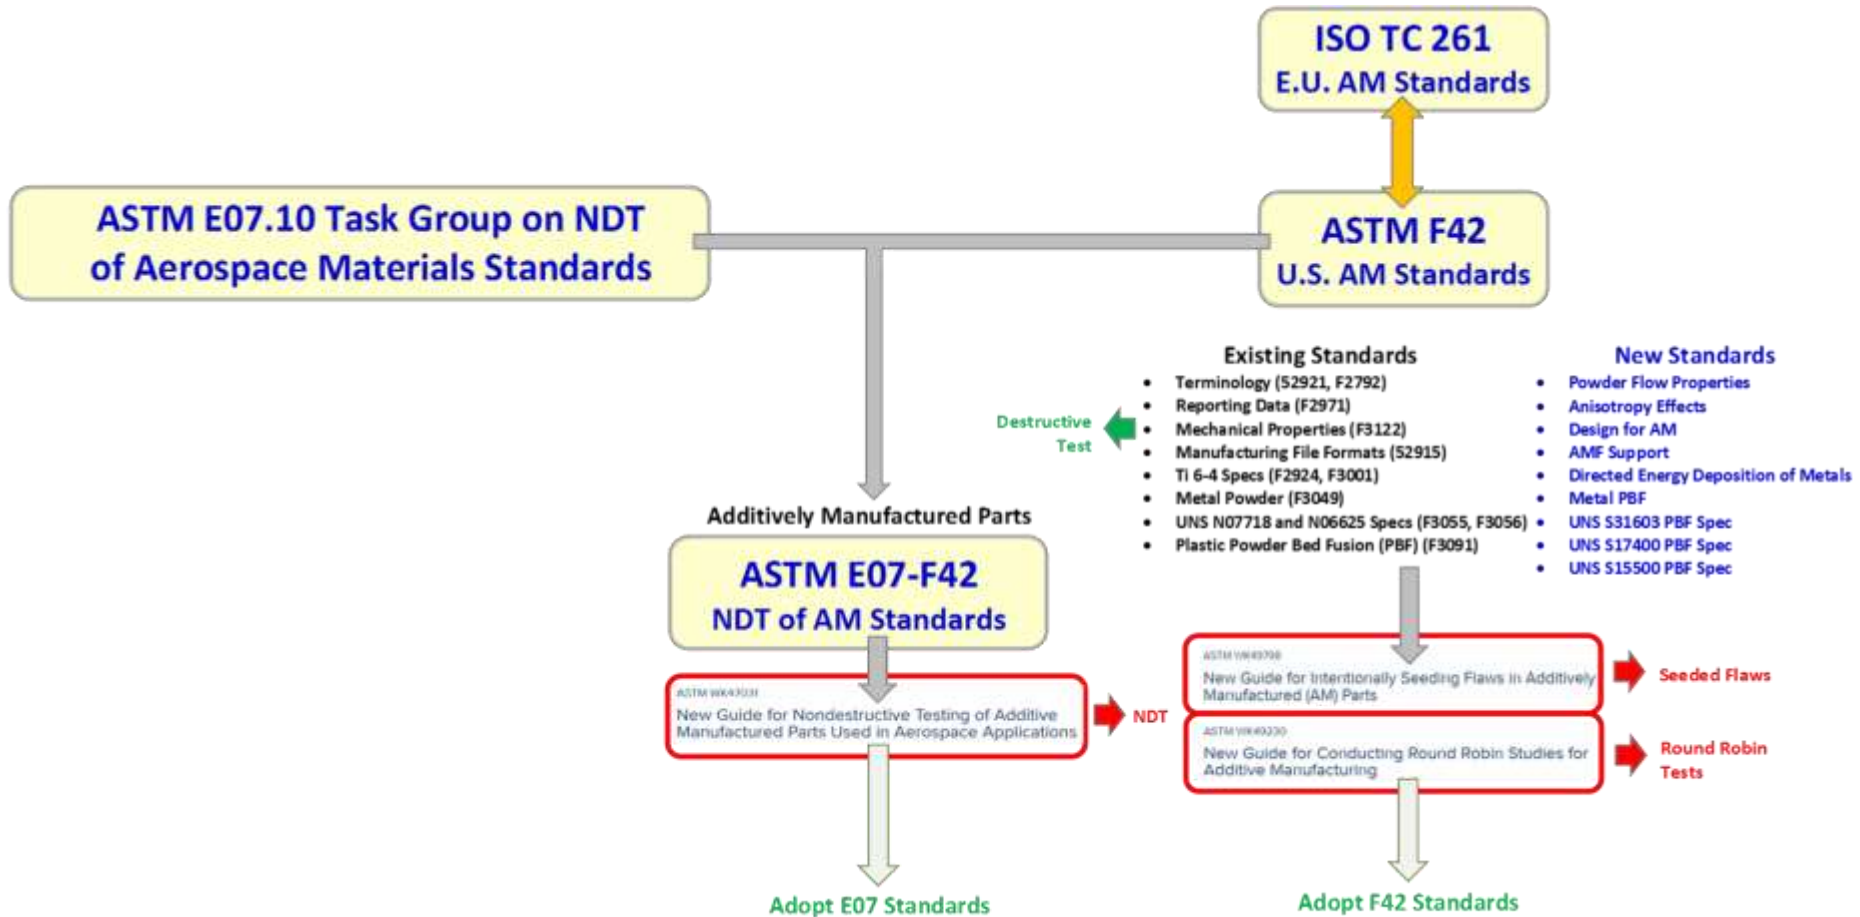 ISO TC 261
E.U. AM Standards
ASTM E07.10 Task Group on NDT
of Aerospace Materials Standards
ASTM F42
U.S. AM Standards
Existing Standards
• Terminology (52921, F2792)
• Reporting Data (F2971)
• Mechanical Properties (F3122)
• Manufacturing File Formats (52915)
• Ti 6-4 Specs (F2924, F3001)
• Metal Powder (F3049)
• UNS N07718 and N06625 Specs (F3055, F3056)
• Plastic Powder Bed Fusion (PBF) (F3091)
New Standards
• Powder Flow Properties
• Anisotropy Effects
• Design for AM
• AMF Support
• Directed Energy Deposition of Metals
• Metal PBF
• UNS S31603 PBF Spec
• UNS S17400 PBF Spec
• UNS S15500 PBF Spec
Destructive
Test
Additively Manufactured Parts
ASTM E07-F42
NDT of AM Standards
ASTM WK47031
New Guide for Nondestructive Testing of Additive
Manufactured Parts Used in Aerospace Applications
NDT
ASTM
New Guide for Intentionally Seeding Flaws in Additively
Manufactured (AM) Parts
Seeded Flaws
ASTM
New Guide for Conducting Round Robin Studies for
Additive Manufacturing
Round Robin
Tests
Adopt E07 Standards
Adopt F42 Standards